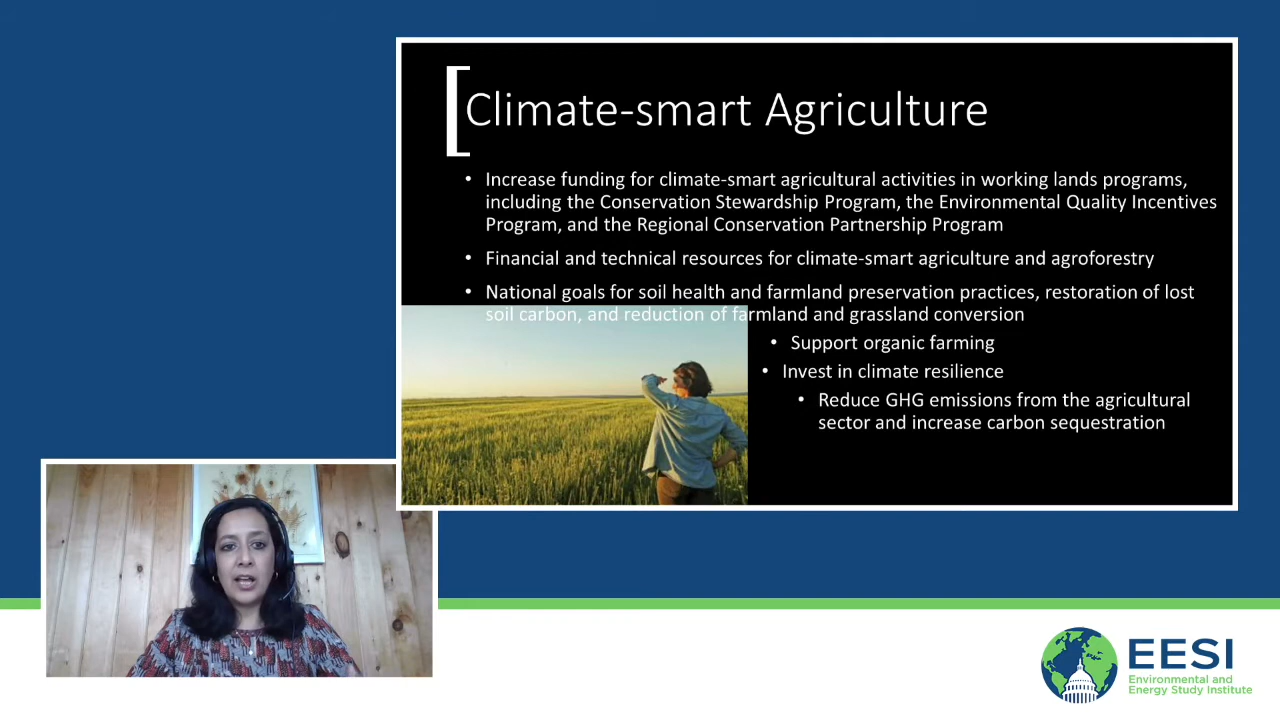 Climate-smart Agriculture
• Increase funding for climate-smart agricultural activities in working lands programs,
including the Conservation Stewardship Program, the Environmental Quality Incentives
Program, and the Regional Conservation Partnership Program
• Financial and technical resources for climate-smart agriculture and agroforestry
• National goals for soil health and farmland preservation practices, restoration of lost
soil carbon, and reduction of farmland and grassland conversion
• Support organic farming
• Invest in climate resilience
• Reduce GHG emissions from the agricultural
sector and increase carbon sequestration
EESI
Environmental and
Energy Study Institute